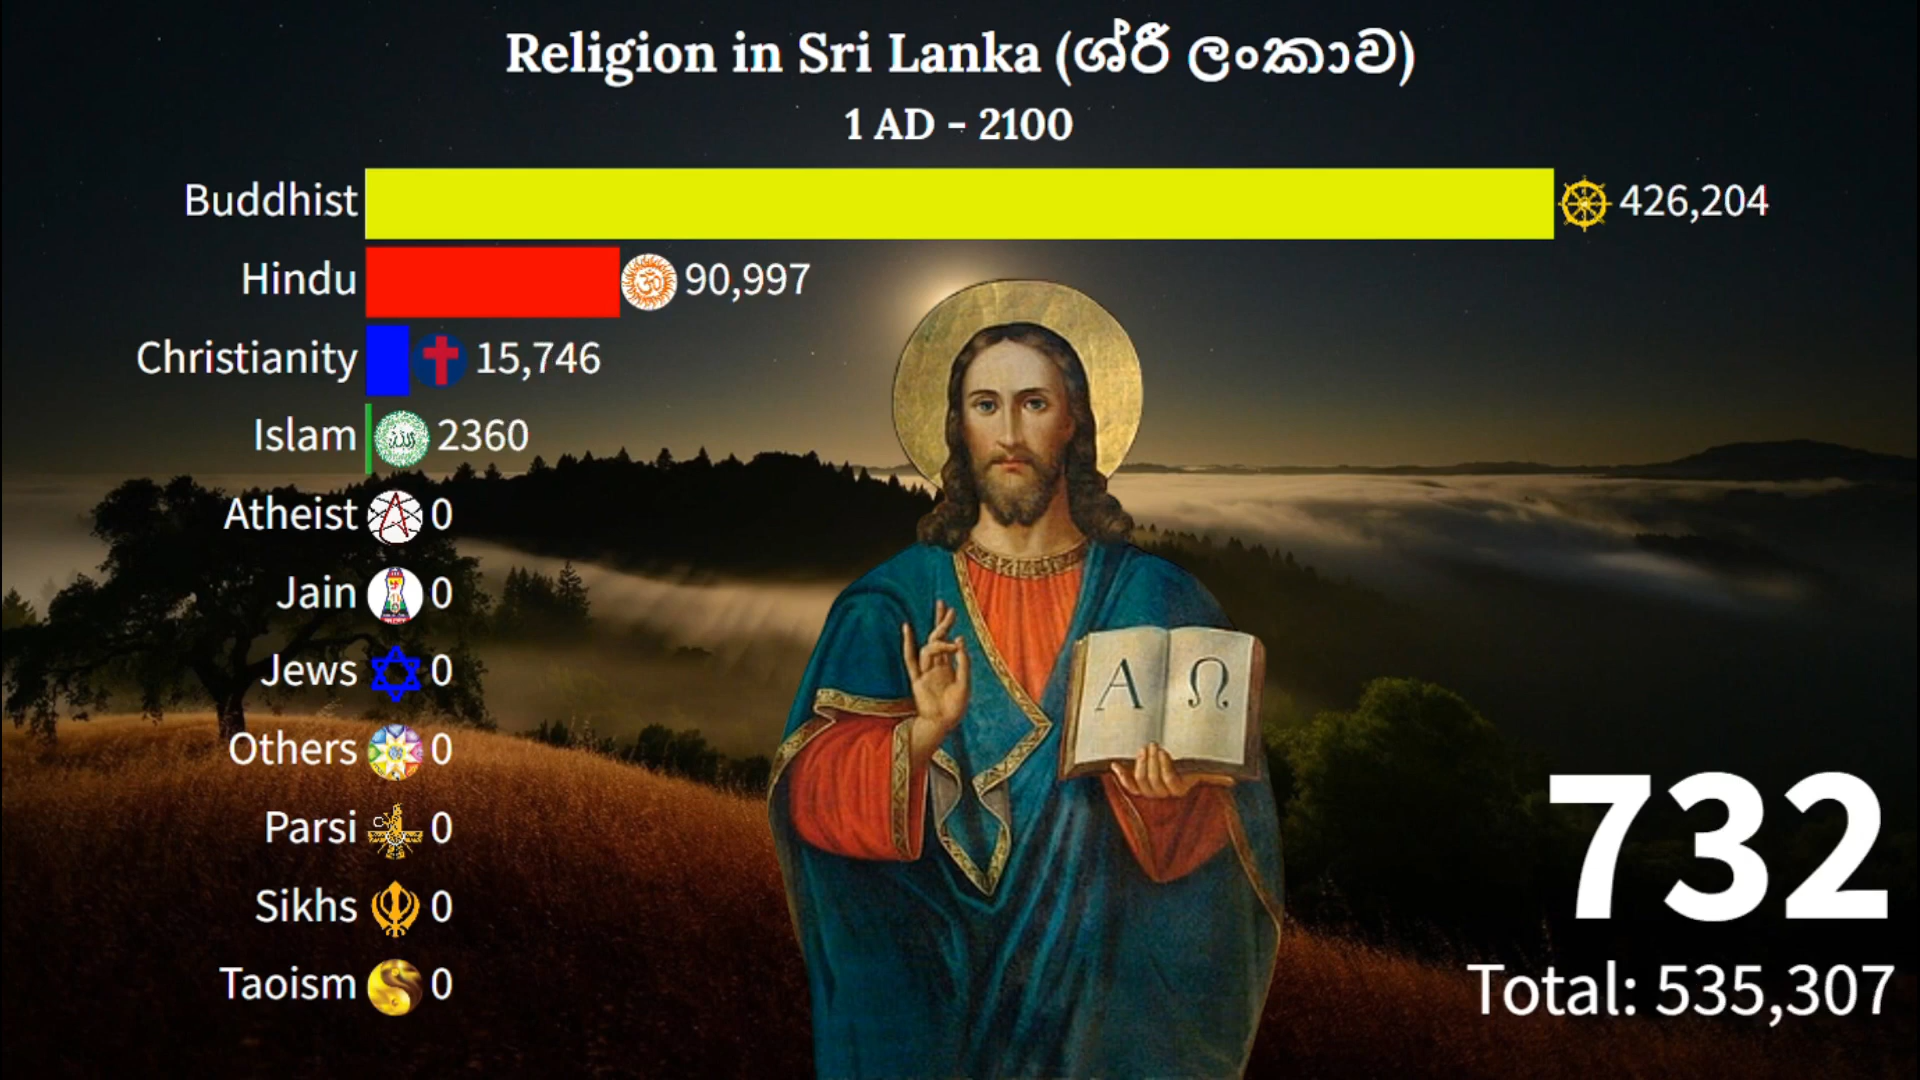 Religion in Sri Lanka (ශ්රී ලංකාව)
1 AD - 2100
Buddhist 426,204
Hindu 90,997
Christianity 15,746
Islam 2360
Atheist 0
Jain 0
Jews 0
Others 0
Parsi 0
Sikhs 0
Taoism 0
Α Ω
732
Total: 535,307